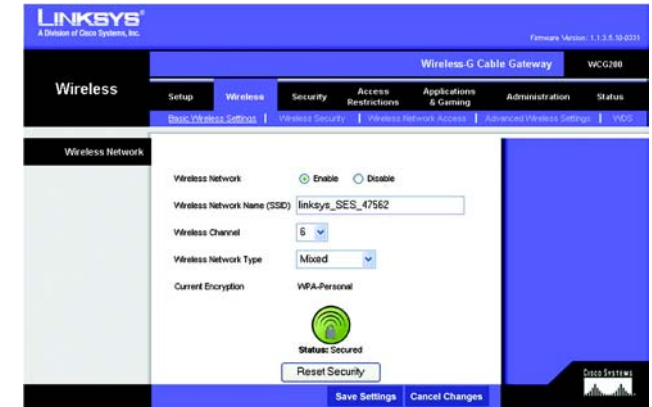 LINKSYS®
A Division of Cisco Systems, Inc.
Firmware Version: 1.1.3.5.10-0331
Wireless-G Cable Gateway WCG200
Wireless
Setup Wireless Security Access Restrictions Applications & Gaming Administration Status
Basic Wireless Settings | Wireless Security | Wireless Network Access | Advanced Wireless Settings | WDS
Wireless Network
Wireless Network Enable Disable
Wireless Network Name (SSID) linksys_SES_47562
Wireless Channel 6
Wireless Network Type Mixed
Current Encryption WPA-Personal
Status: Secured
Reset Security
Save Settings Cancel Changes
CISCO SYSTEMS